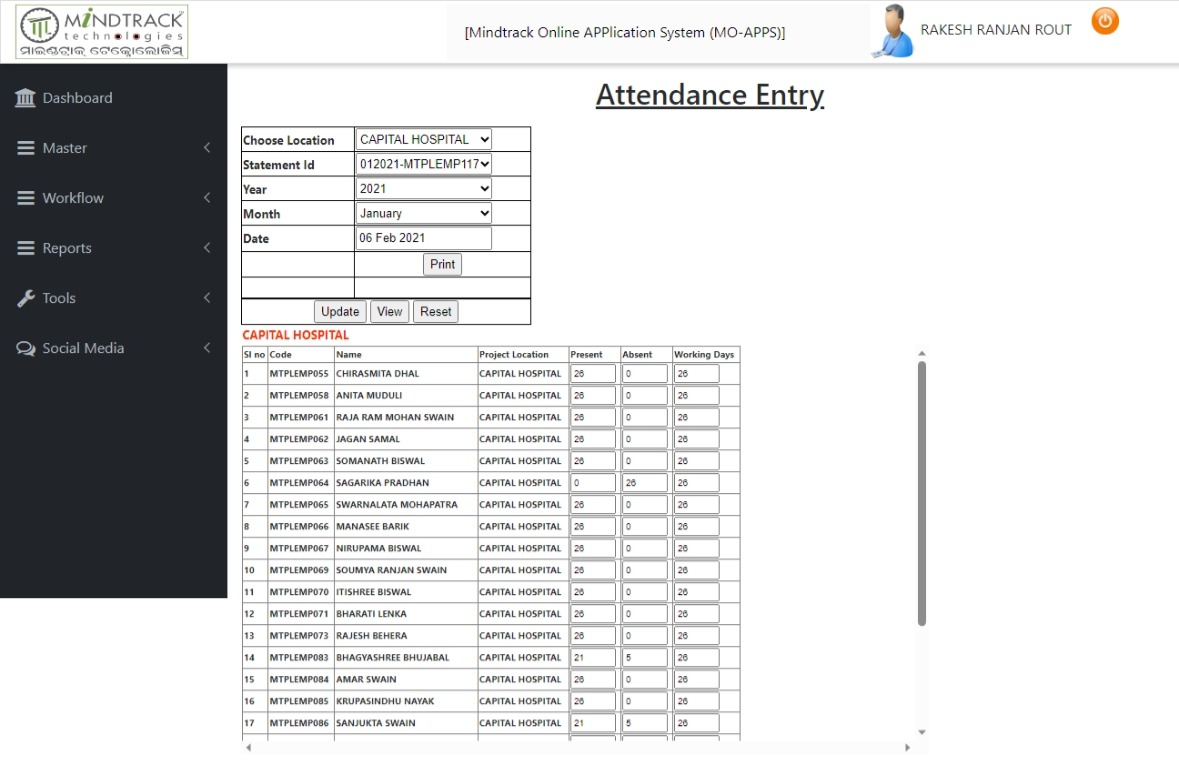 MiNDTRACK
technologies
ମାଇଣ୍ଡଟ୍ରାକ୍ ଟେକ୍ନୋଲୋଜିସ୍
[Mindtrack Online APPlication System (MO-APPS)]
RAKESH RANJAN ROUT
Dashboard
Master
Workflow
Reports
Tools
Social Media
Attendance Entry
Choose Location CAPITAL HOSPITAL
Statement Id 012021-MTPLEMP117
Year 2021
Month January
Date 06 Feb 2021
Print
Update View Reset
CAPITAL HOSPITAL
Sl no Code Name Project Location Present Absent Working Days
1 MTPLEMP055 CHIRASMITA DHAL CAPITAL HOSPITAL 26 0 26
2 MTPLEMP058 ANITA MUDULI CAPITAL HOSPITAL 26 0 26
3 MTPLEMP061 RAJA RAM MOHAN SWAIN CAPITAL HOSPITAL 26 0 26
4 MTPLEMP062 JAGAN SAMAL CAPITAL HOSPITAL 26 0 26
5 MTPLEMP063 SOMANATH BISWAL CAPITAL HOSPITAL 26 0 26
6 MTPLEMP064 SAGARIKA PRADHAN CAPITAL HOSPITAL 0 26 26
7 MTPLEMP065 SWARNALATA MOHAPATRA CAPITAL HOSPITAL 26 0 26
8 MTPLEMP066 MANASEE BARIK CAPITAL HOSPITAL 26 0 26
9 MTPLEMP067 NIRUPAMA BISWAL CAPITAL HOSPITAL 26 0 26
10 MTPLEMP069 SOUMYA RANJAN SWAIN CAPITAL HOSPITAL 26 0 26
11 MTPLEMP070 ITISHREE BISWAL CAPITAL HOSPITAL 26 0 26
12 MTPLEMP071 BHARATI LENKA CAPITAL HOSPITAL 26 0 26
13 MTPLEMP073 RAJESH BEHERA CAPITAL HOSPITAL 26 0 26
14 MTPLEMP083 BHAGYASHREE BHUJABAL CAPITAL HOSPITAL 21 5 26
15 MTPLEMP084 AMAR SWAIN CAPITAL HOSPITAL 26 0 26
16 MTPLEMP085 KRUPASINDHU NAYAK CAPITAL HOSPITAL 26 0 26
17 MTPLEMP086 SANJUKTA SWAIN CAPITAL HOSPITAL 21 5 26